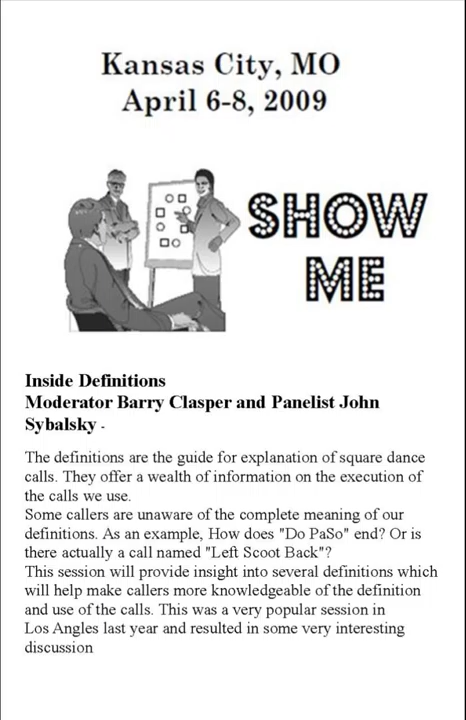 Kansas City, MO
April 6-8, 2009
SHOW
ME
Inside Definitions
Moderator Barry Clasper and Panelist John
Sybalsky -
The definitions are the guide for explanation of square dance
calls. They offer a wealth of information on the execution of
the calls we use.
Some callers are unaware of the complete meaning of our
definitions. As an example, How does "Do PaSo" end? Or is
there actually a call named "Left Scoot Back"?
This session will provide insight into several definitions which
will help make callers more knowledgeable of the definition
and use of the calls. This was a very popular session in
Los Angles last year and resulted in some very interesting
discussion